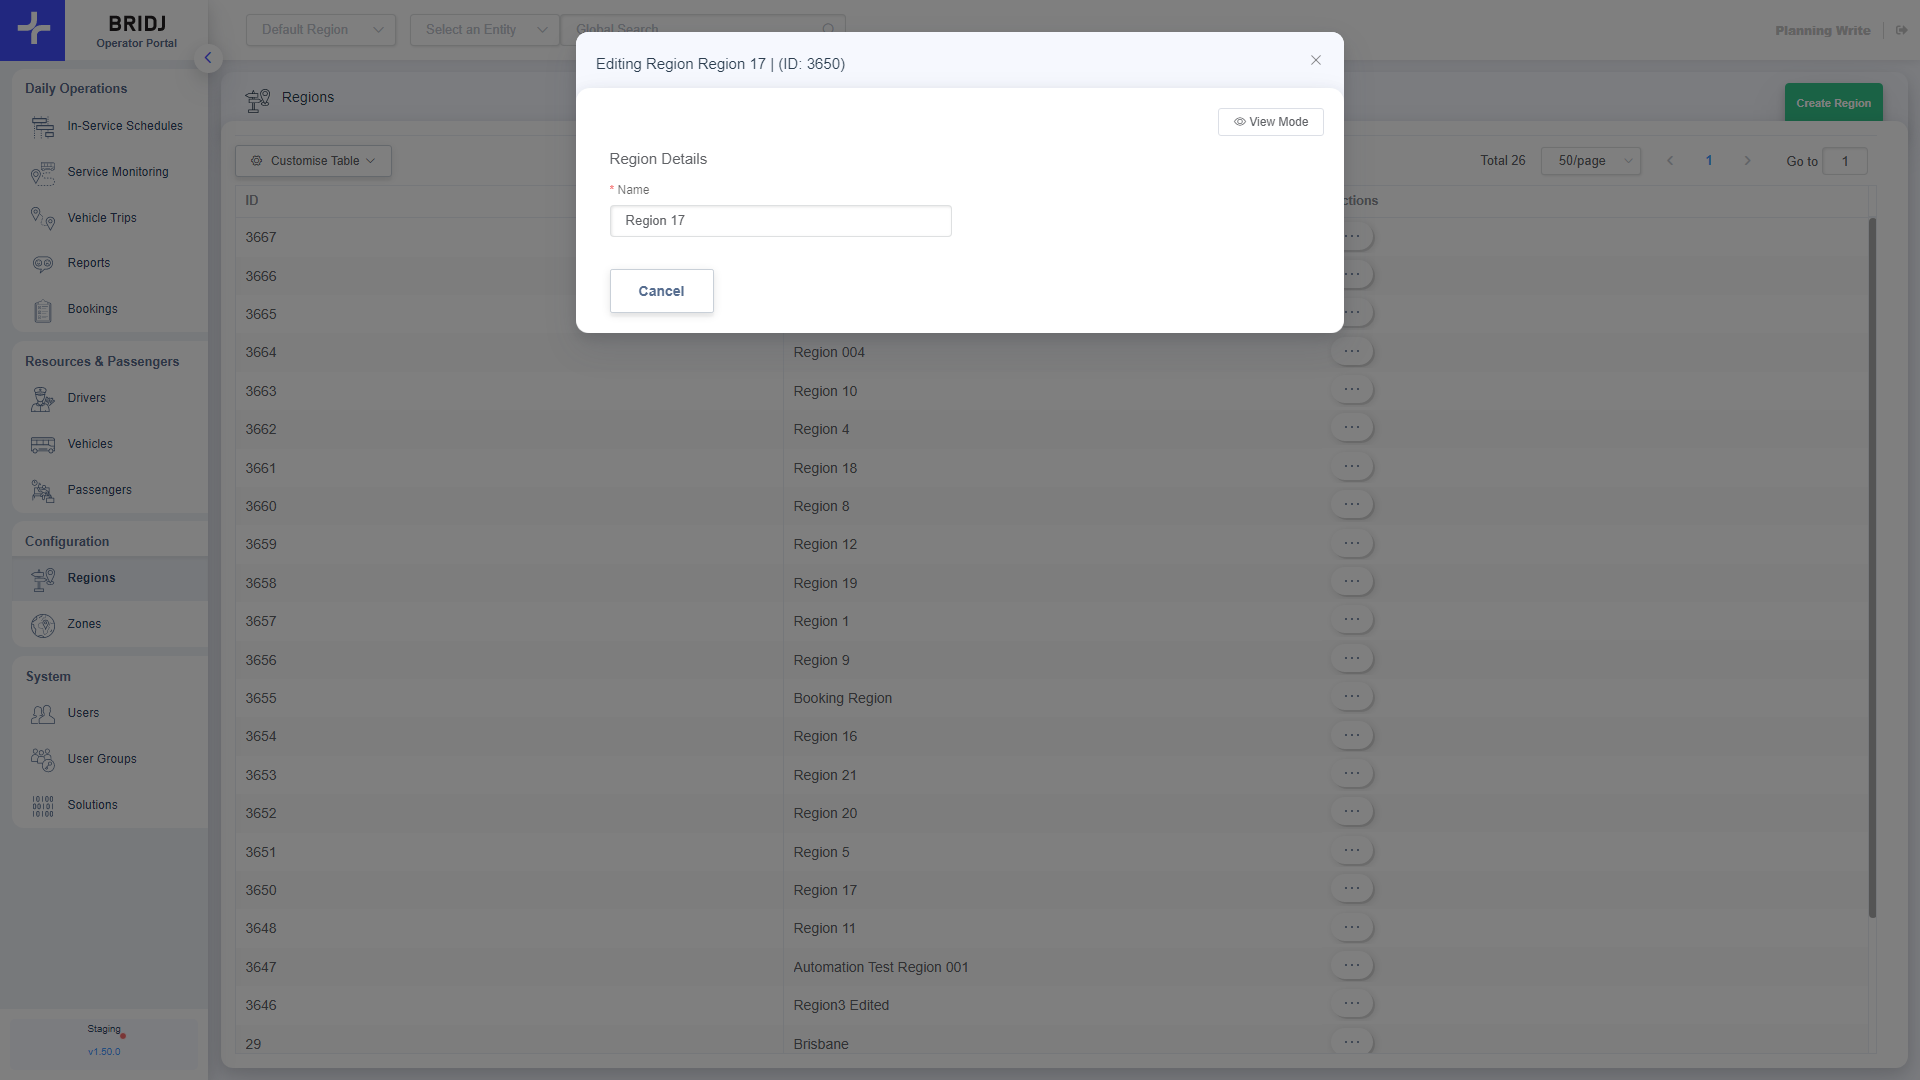 BRIDJ
Operator Portal
Default Region
Select an Entity
Global Search
Planning Write
Daily Operations
In-Service Schedules
Service Monitoring
Vehicle Trips
Reports
Bookings
Resources & Passengers
Drivers
Vehicles
Passengers
Configuration
Regions
Zones
System
Users
User Groups
Solutions
Staging
v1.50.0
Regions
Create Region
Customise Table
Total 26
50/page
1
Go to
1
Editing Region Region 17 | (ID: 3650)
View Mode
Region Details
* Name
Region 17
Cancel
ID
ctions
3667
3666
3665
3664 Region 004
3663 Region 10
3662 Region 4
3661 Region 18
3660 Region 8
3659 Region 12
3658 Region 19
3657 Region 1
3656 Region 9
3655 Booking Region
3654 Region 16
3653 Region 21
3652 Region 20
3651 Region 5
3650 Region 17
3648 Region 11
3647 Automation Test Region 001
3646 Region3 Edited
29 Brisbane